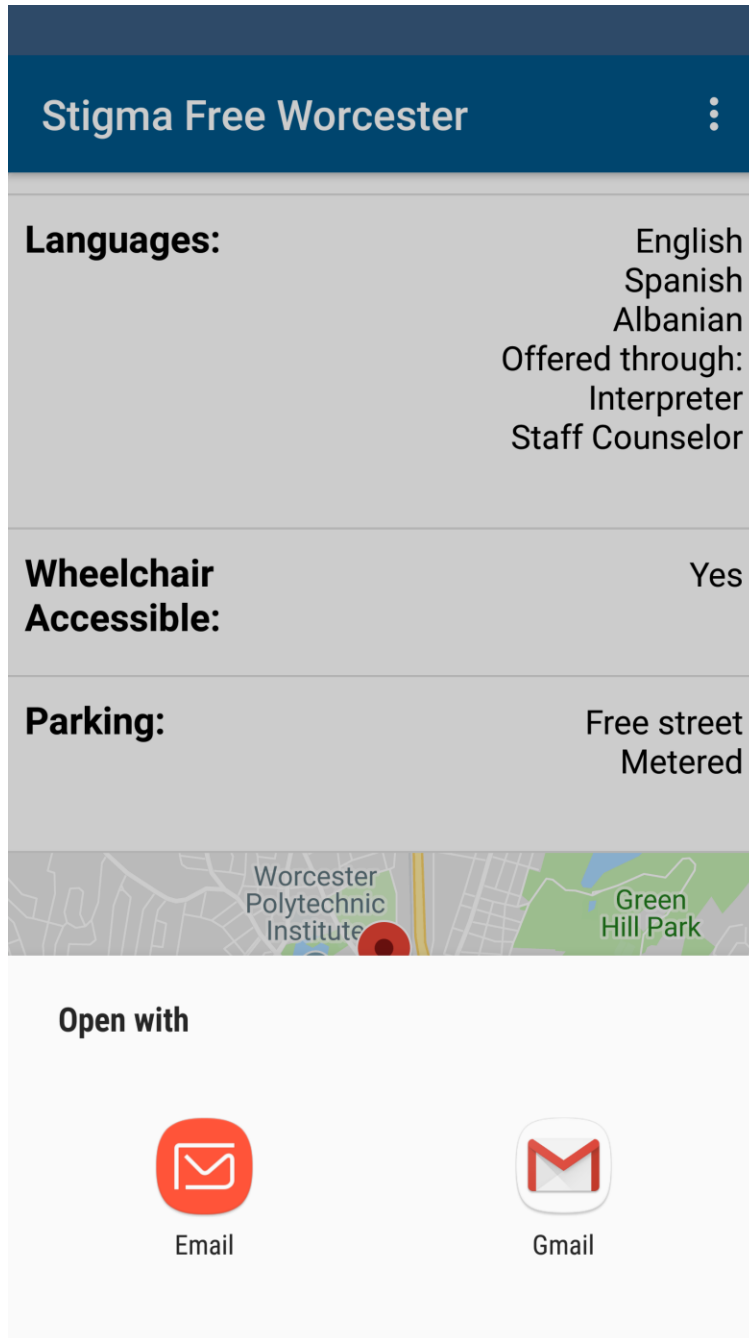 Stigma Free Worcester
Languages:
English
Spanish
Albanian
Offered through:
Interpreter
Staff Counselor
Wheelchair
Accessible:
Yes
Parking:
Free street
Metered
Worcester
Polytechnic
Institute
Green
Hill Park
Open with
Email
Gmail